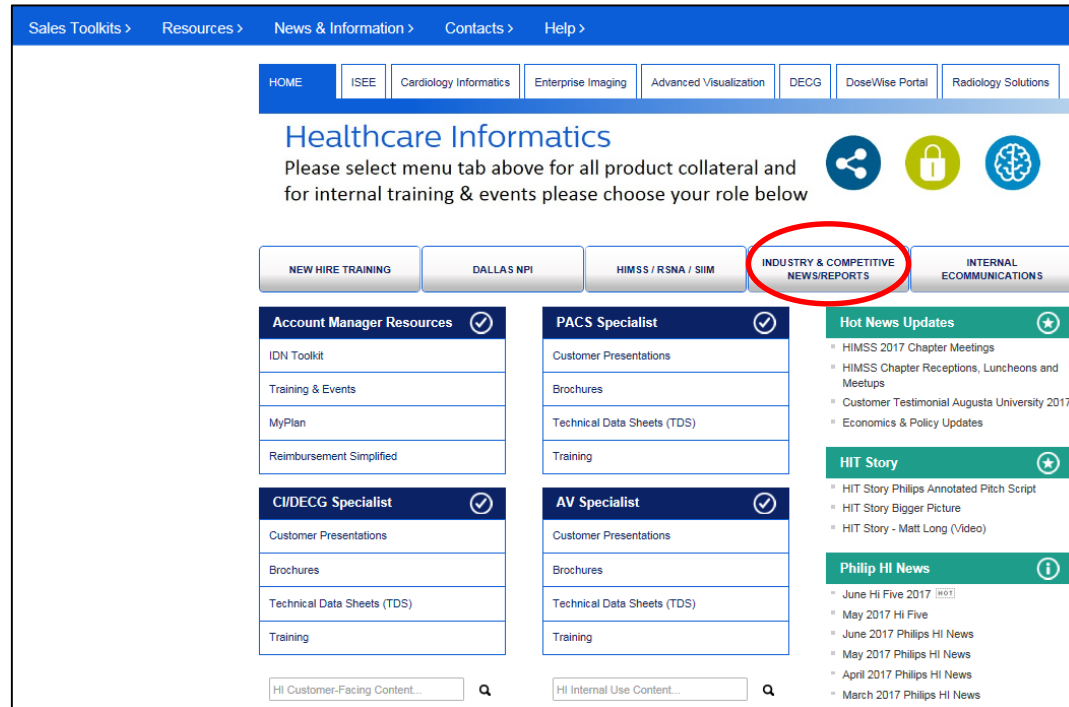 Sales Toolkits > Resources > News & Information > Contacts > Help >
HOME ISEE Cardiology Informatics Enterprise Imaging Advanced Visualization DECG DoseWise Portal Radiology Solutions
Healthcare Informatics
Please select menu tab above for all product collateral and
for internal training & events please choose your role below
NEW HIRE TRAINING
DALLAS NPI
HIMSS / RSNA / SIIM
INDUSTRY & COMPETITIVE
NEWS/REPORTS
INTERNAL
ECOMMUNICATIONS
Account Manager Resources
IDN Toolkit
Training & Events
MyPlan
Reimbursement Simplified
PACS Specialist
Customer Presentations
Brochures
Technical Data Sheets (TDS)
Training
Hot News Updates
HIMSS 2017 Chapter Meetings
HIMSS Chapter Receptions, Luncheons and
Meetups
Customer Testimonial Augusta University 2017
Economics & Policy Updates
CI/DECG Specialist
Customer Presentations
Brochures
Technical Data Sheets (TDS)
Training
AV Specialist
Customer Presentations
Brochures
Technical Data Sheets (TDS)
Training
HIT Story
HIT Story Philips Annotated Pitch Script
HIT Story Bigger Picture
HIT Story - Matt Long (Video)
Philip HI News
June Hi Five 2017 HOT
May 2017 Hi Five
June 2017 Philips HI News
May 2017 Philips HI News
April 2017 Philips HI News
March 2017 Philips HI News
HI Customer-Facing Content...
HI Internal Use Content...